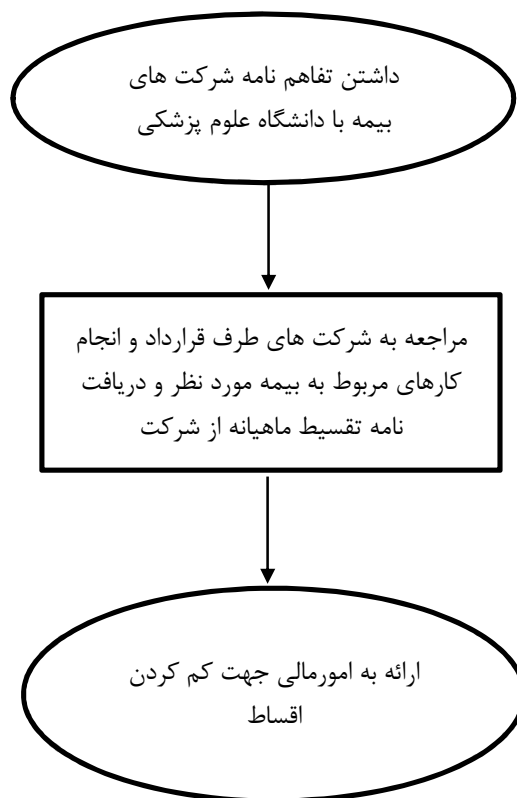 داشتن تفاهم نامه شرکت های
بیمه با دانشگاه علوم پزشکی
مراجعه به شرکت های طرف قرارداد و انجام
کارهای مربوط به بیمه مورد نظر و دریافت
نامه تقسیط ماهیانه از شرکت
ارائه به امورمالی جهت کم کردن
اقساط